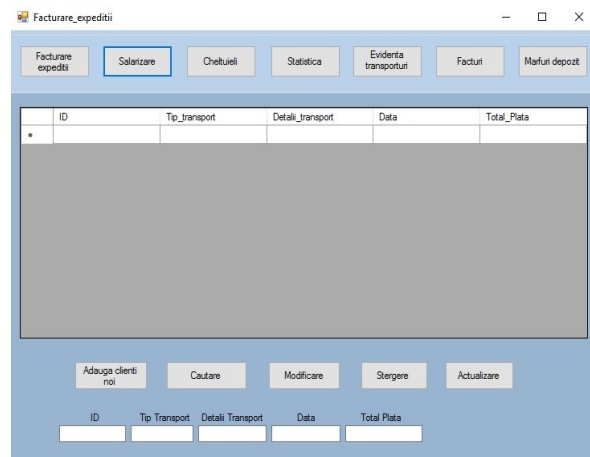 Facturare_expeditii
Facturare expeditii Salarizare Cheltuieli Statistica Evidenta transporturi Facturi Marfuri depozit
ID Tip_transport Detalii_transport Data Total_Plata
*
Adauga clienti noi Cautare Modificare Stergere Actualizare
ID Tip Transport Detalii Transport Data Total Plata